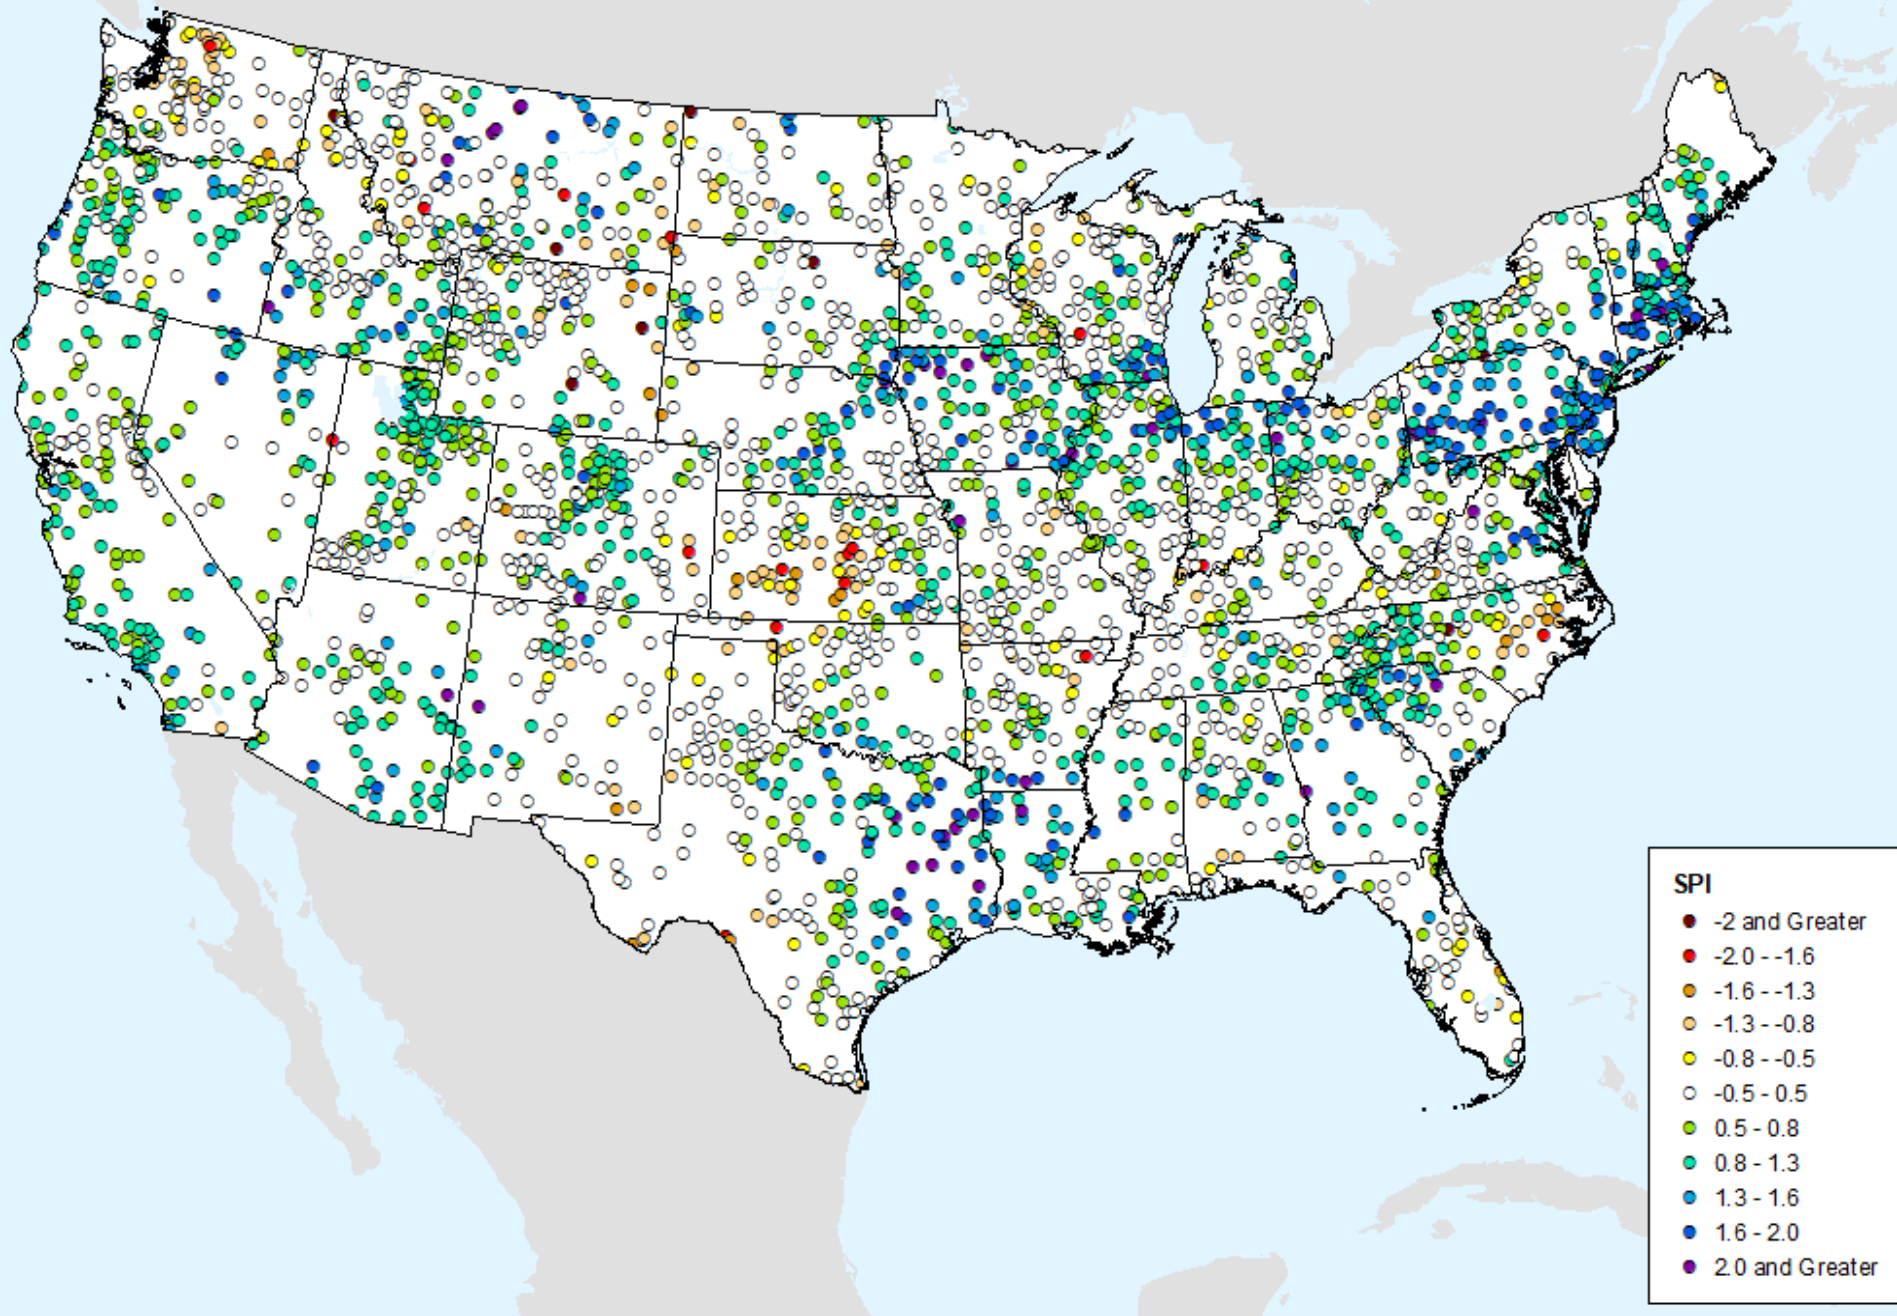 SPI
-2 and Greater
-2.0 - -1.6
-1.6 - -1.3
-1.3 - -0.8
-0.8 - -0.5
-0.5 - 0.5
0.5 - 0.8
0.8 - 1.3
1.3 - 1.6
1.6 - 2.0
2.0 and Greater